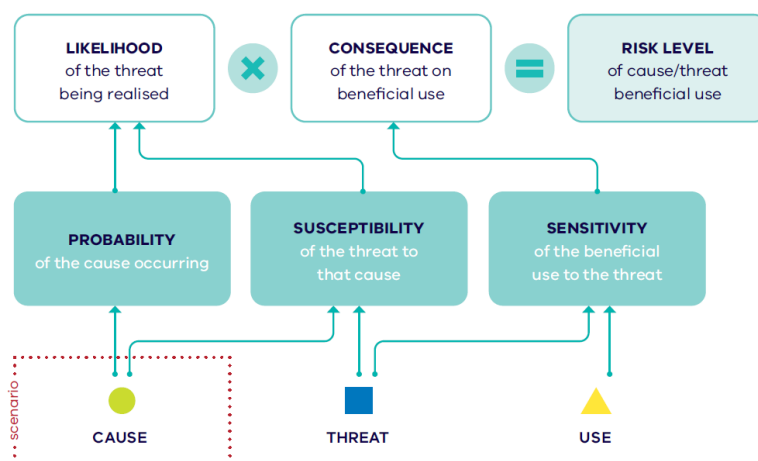 LIKELIHOOD
of the threat
being realised
CONSEQUENCE
of the threat on
beneficial use
RISK LEVEL
of cause/threat
beneficial use
PROBABILITY
of the cause occurring
SUSCEPTIBILITY
of the threat to
that cause
SENSITIVITY
of the beneficial
use to the threat
scenario
CAUSE
THREAT
USE